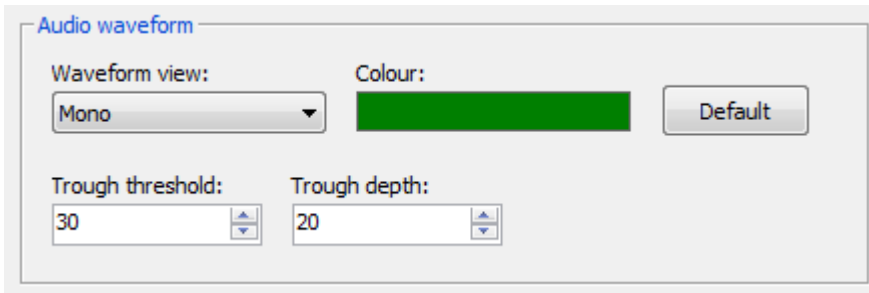 Audio waveform
Waveform view: Colour:
Mono Default
Trough threshold: Trough depth:
30 20